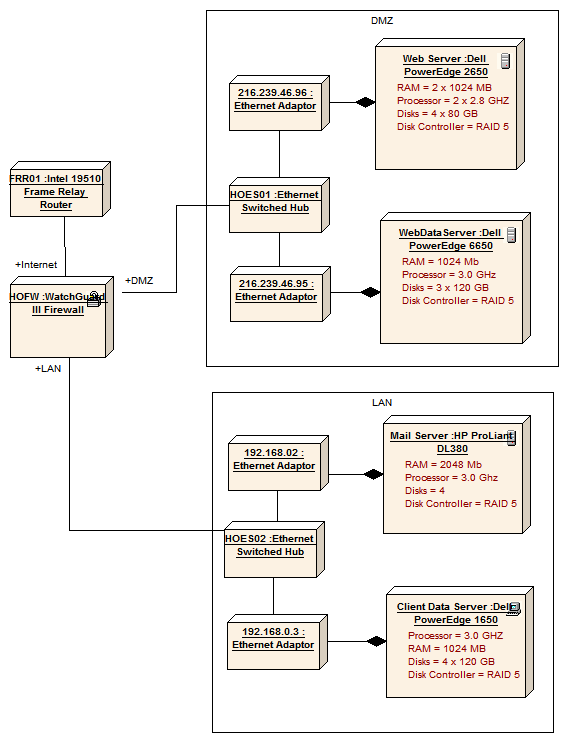 DMZ
Web Server :Dell
PowerEdge 2650
RAM = 2 x 1024 MB
Processor = 2 x 2.8 GHZ
Disks = 4 x 80 GB
Disk Controller = RAID 5
216.239.46.96 :
Ethernet Adaptor
FRR01 :Intel 19510
Frame Relay
Router
HOES01 :Ethernet
Switched Hub
WebDataServer :Dell
PowerEdge 6650
RAM = 1024 Mb
Processor = 3.0 Ghz
Disks = 3 x 120 GB
Disk Controller = RAID 5
+Internet
+DMZ
216.239.46.95 :
Ethernet Adaptor
HOFW :WatchGuard
III Firewall
+LAN
LAN
Mail Server :HP ProLiant
DL380
RAM = 2048 Mb
Processor = 3.0 Ghz
Disks = 4
Disk Controller = RAID 5
192.168.02 :
Ethernet Adaptor
HOES02 :Ethernet
Switched Hub
Client Data Server :Dell
PowerEdge 1650
Processor = 3.0 GHZ
RAM = 1024 MB
Disks = 4 x 120 GB
Disk Controller = RAID 5
192.168.0.3 :
Ethernet Adaptor